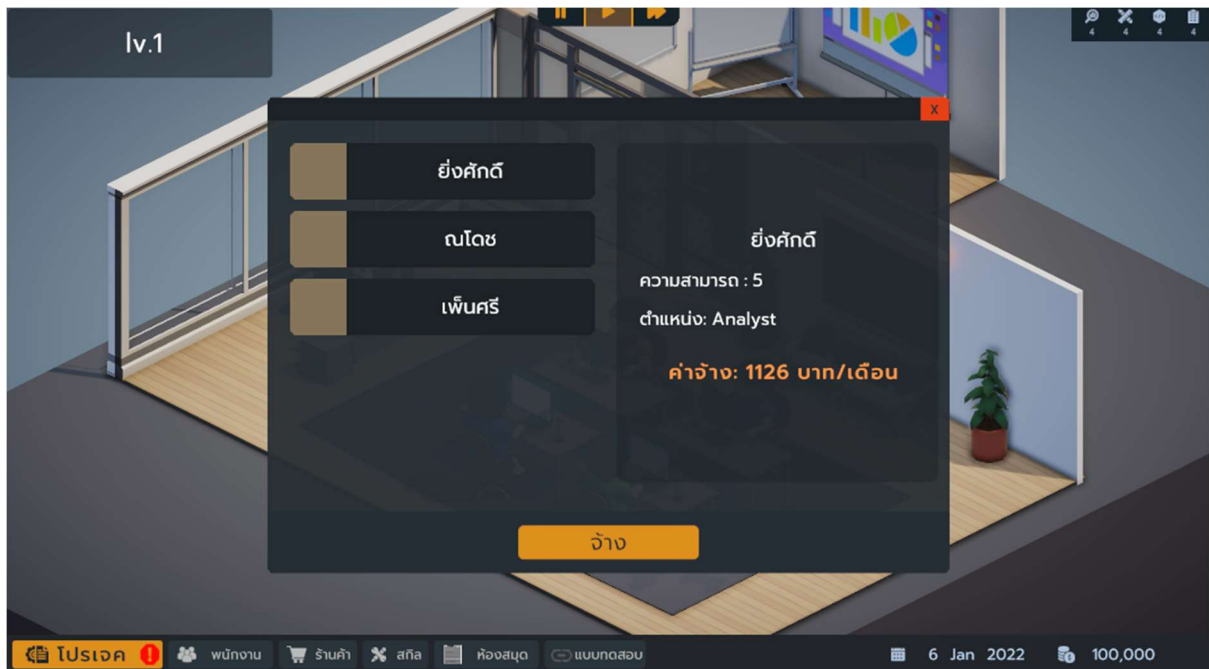 lv.1
4 4 4 4
X
ยิ่งศักดิ์
ณโดช
เพ็นศรี
ยิ่งศักดิ์
ความสามารถ : 5
ตำแหน่ง: Analyst
ค่าจ้าง: 1126 บาท/เดือน
จ้าง
โปรเจค ! พนักงาน ร้านค้า สกิล ห้องสมุด แบบทดสอบ 6 Jan 2022 100,000